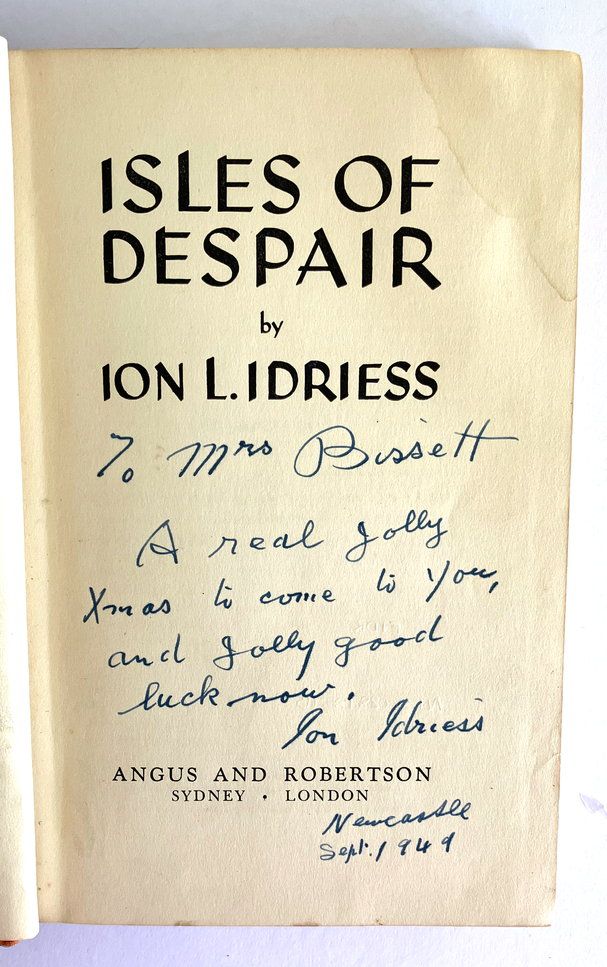 ISLES OF
DESPAIR
by
ION L. IDRIESS
To Mrs Bissett
A real Jolly
Xmas to come to You,
and Jolly good
luck now.
Ion Idriess
ANGUS AND ROBERTSON
SYDNEY • LONDON
Newcastle
Sept. 1949